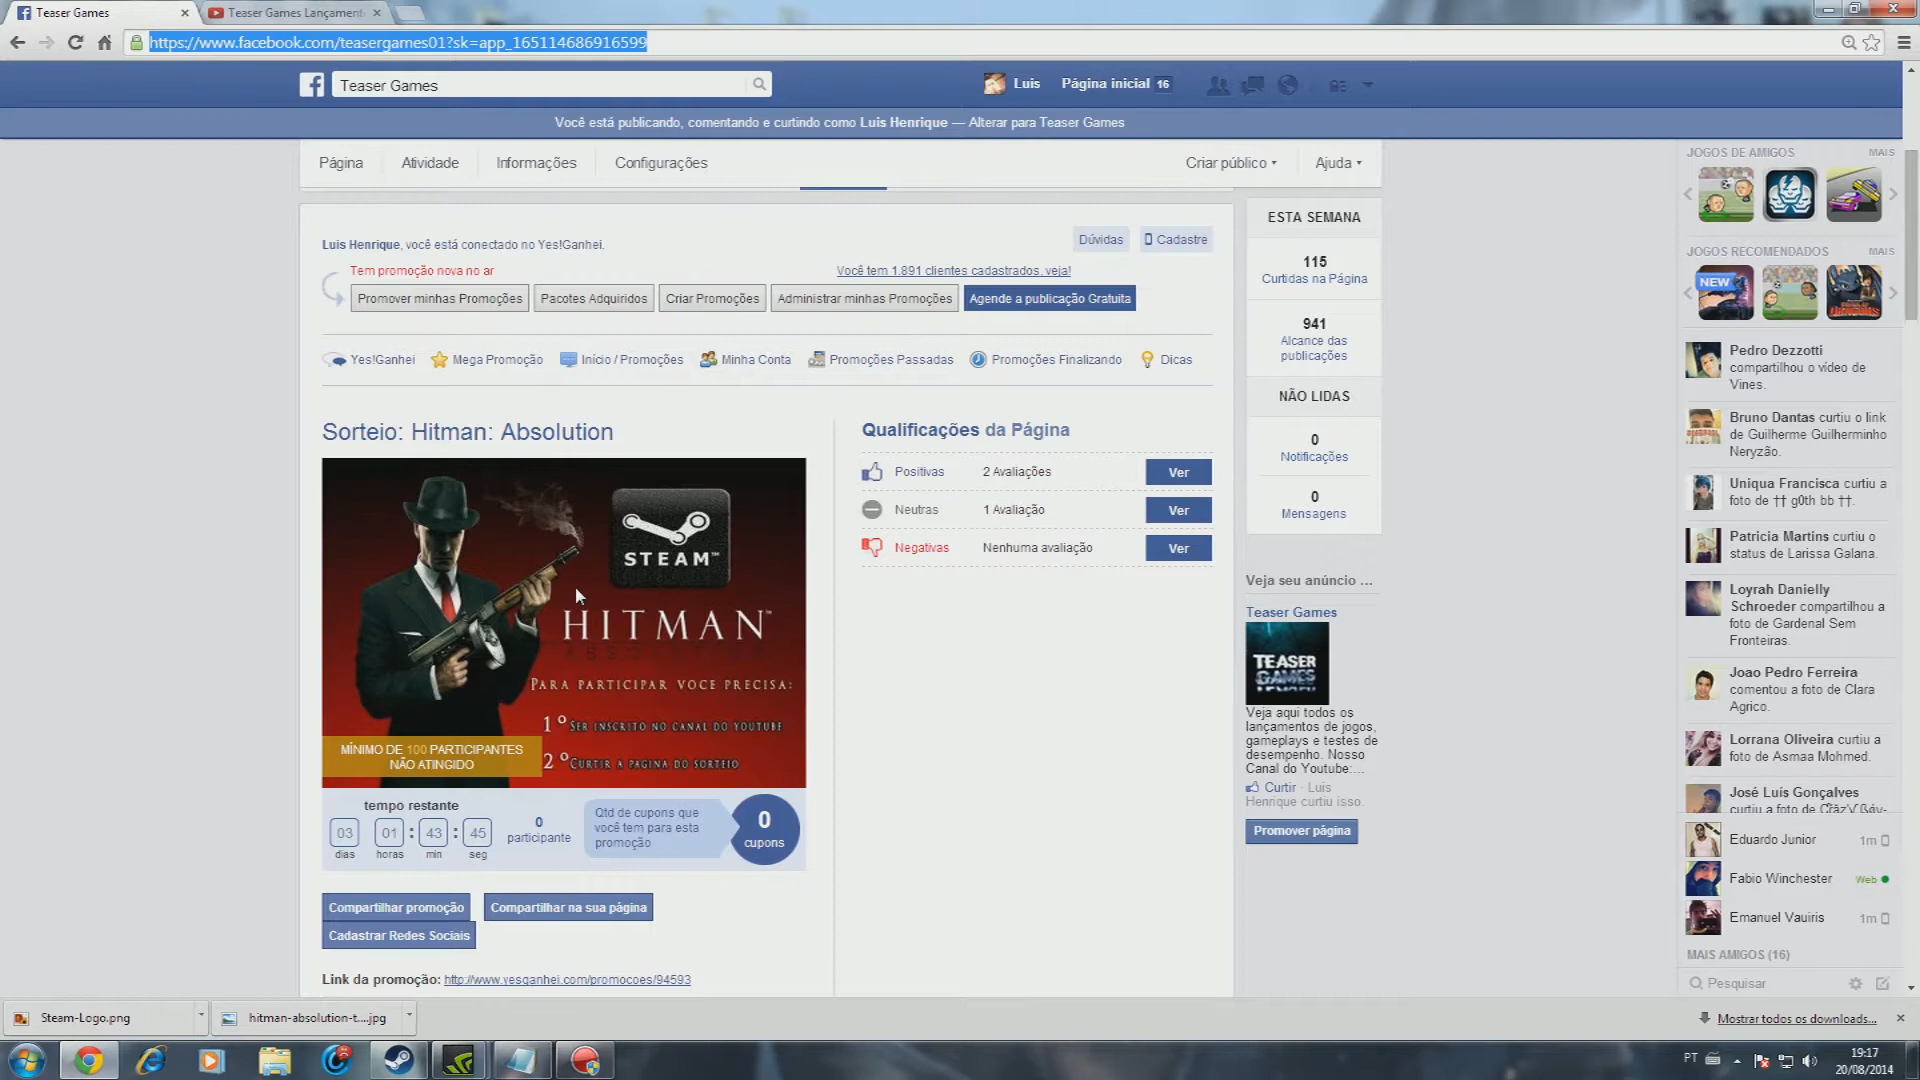 Teaser Games
Teaser Games Lançament
https://www.facebook.com/teasergames01?sk=app_165114686916599
Teaser Games
Luis
Página inicial 16
Você está publicando, comentando e curtindo como Luis Henrique — Alterar para Teaser Games
Página
Atividade
Informações
Configurações
Criar público
Ajuda
Luis Henrique, você está conectado no Yes!Ganhei.
Dúvidas
Cadastre
Tem promoção nova no ar
Você tem 1.891 clientes cadastrados, veja!
Promover minhas Promoções
Pacotes Adquiridos
Criar Promoções
Administrar minhas Promoções
Agende a publicação Gratuita
Yes!Ganhei
Mega Promoção
Início / Promoções
Minha Conta
Promoções Passadas
Promoções Finalizando
Dicas
Sorteio: Hitman: Absolution
STEAM™
HITMAN™
ABSOLUTION
PARA PARTICIPAR VOCE PRECISA:
1º SER INSCRITO NO CANAL DO YOUTUBE
2º CURTIR A PAGINA DO SORTEIO
MÍNIMO DE 100 PARTICIPANTES
NÃO ATINGIDO
tempo restante
03 01 : 43 : 45
dias horas min seg
0
participante
Qtd de cupons que
você tem para esta
promoção
0
cupons
Compartilhar promoção
Compartilhar na sua página
Cadastrar Redes Sociais
Link da promoção: http://www.yesganhei.com/promocoes/94593
Qualificações da Página
Positivas 2 Avaliações Ver
Neutras 1 Avaliação Ver
Negativas Nenhuma avaliação Ver
ESTA SEMANA
115
Curtidas na Página
941
Alcance das
publicações
NÃO LIDAS
0
Notificações
0
Mensagens
Veja seu anúncio ...
Teaser Games
TEASER
GAMES
Veja aqui todos os
lançamentos de jogos,
gameplays e testes de
desempenho. Nosso
Canal do Youtube:...
Curtir · Luis
Henrique curtiu isso.
Promover página
JOGOS DE AMIGOS MAIS
JOGOS RECOMENDADOS MAIS
NEW
Pedro Dezzotti
compartilhou o vídeo de
Vines.
Bruno Dantas curtiu o link
de Guilherme Guilherminho
Neryzão.
Uniqua Francisca curtiu a
foto de †† g0th bb ††.
Patricia Martins curtiu o
status de Larissa Galana.
Loyrah Danielly
Schroeder compartilhou a
foto de Gardenal Sem
Fronteiras.
Joao Pedro Ferreira
comentou a foto de Clara
Agrico.
Lorrana Oliveira curtiu a
foto de Asmaa Mohmed.
José Luís Gonçalves
curtiu a foto de
Eduardo Junior 1m
Fabio Winchester Web
Emanuel Vauiris 1m
MAIS AMIGOS (16)
Pesquisar
Steam-Logo.png
hitman-absolution-t....jpg
Mostrar todos os downloads...
PT
19:17
20/08/2014